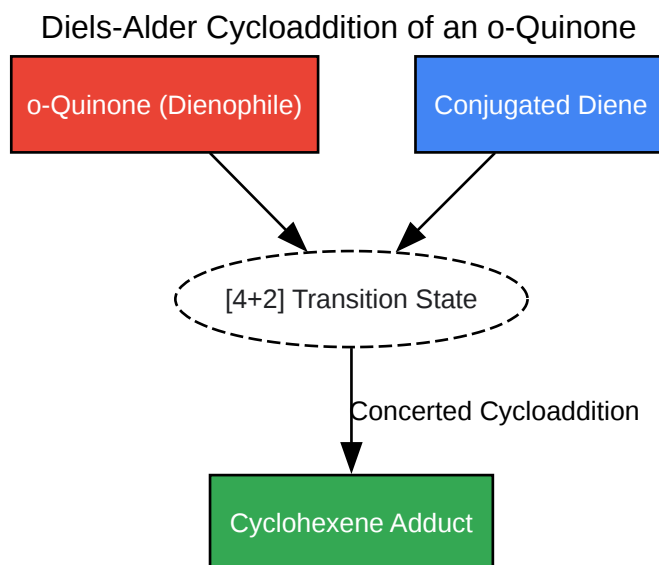 Diels-Alder Cycloaddition of an o-Quinone
o-Quinone (Dienophile)
Conjugated Diene
[4+2] Transition State
Concerted Cycloaddition
Cyclohexene Adduct